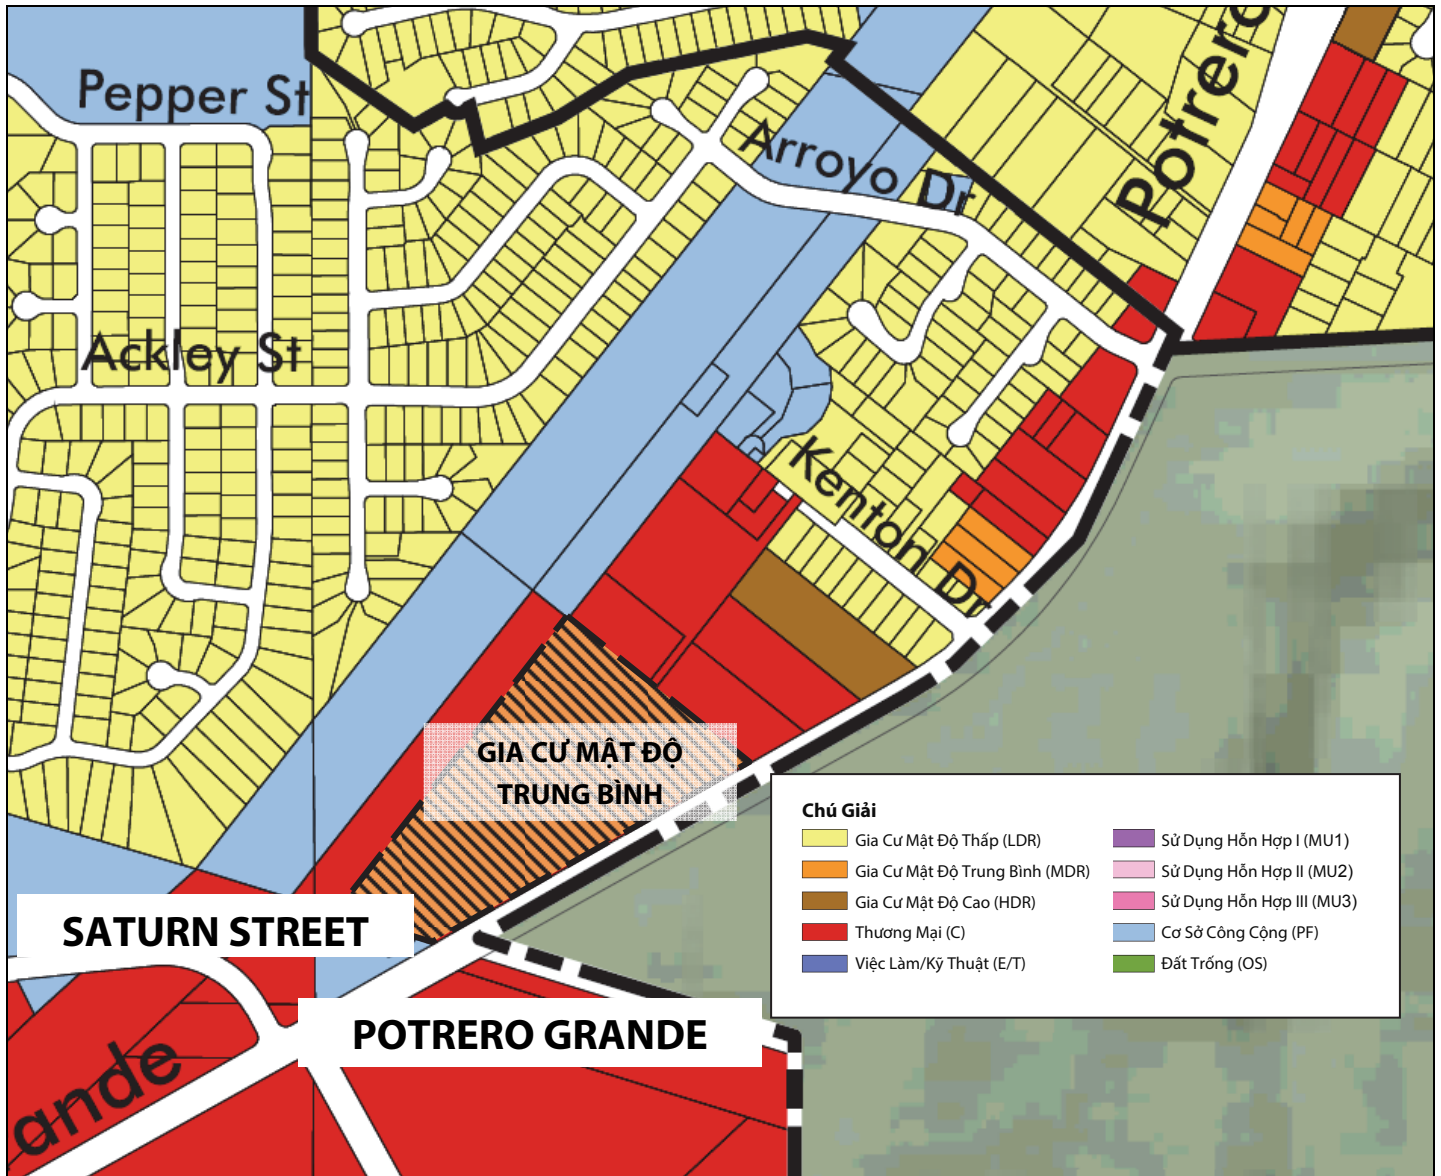 Potrero
Pepper St
Arroyo Dr
Ackley St
Kenton Dr
GIA CƯ MẬT ĐỘ
TRUNG BÌNH
SATURN STREET
POTRERO GRANDE
ande
Chú Giải
Gia Cư Mật Độ Thấp (LDR)
Gia Cư Mật Độ Trung Bình (MDR)
Gia Cư Mật Độ Cao (HDR)
Thương Mại (C)
Việc Làm/Kỹ Thuật (E/T)
Sử Dụng Hỗn Hợp I (MU1)
Sử Dụng Hỗn Hợp II (MU2)
Sử Dụng Hỗn Hợp III (MU3)
Cơ Sở Công Cộng (PF)
Đất Trống (OS)